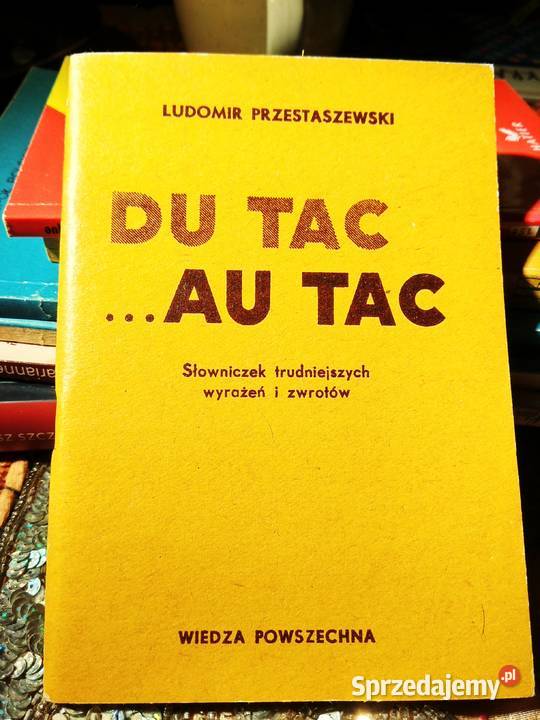 LUDOMIR PRZESTASZEWSKI
DU TAC
...AU TAC
Słowniczek trudniejszych
wyrażeń i zwrotów
WIEDZA POWSZECHNA
Sprzedajemy.pl